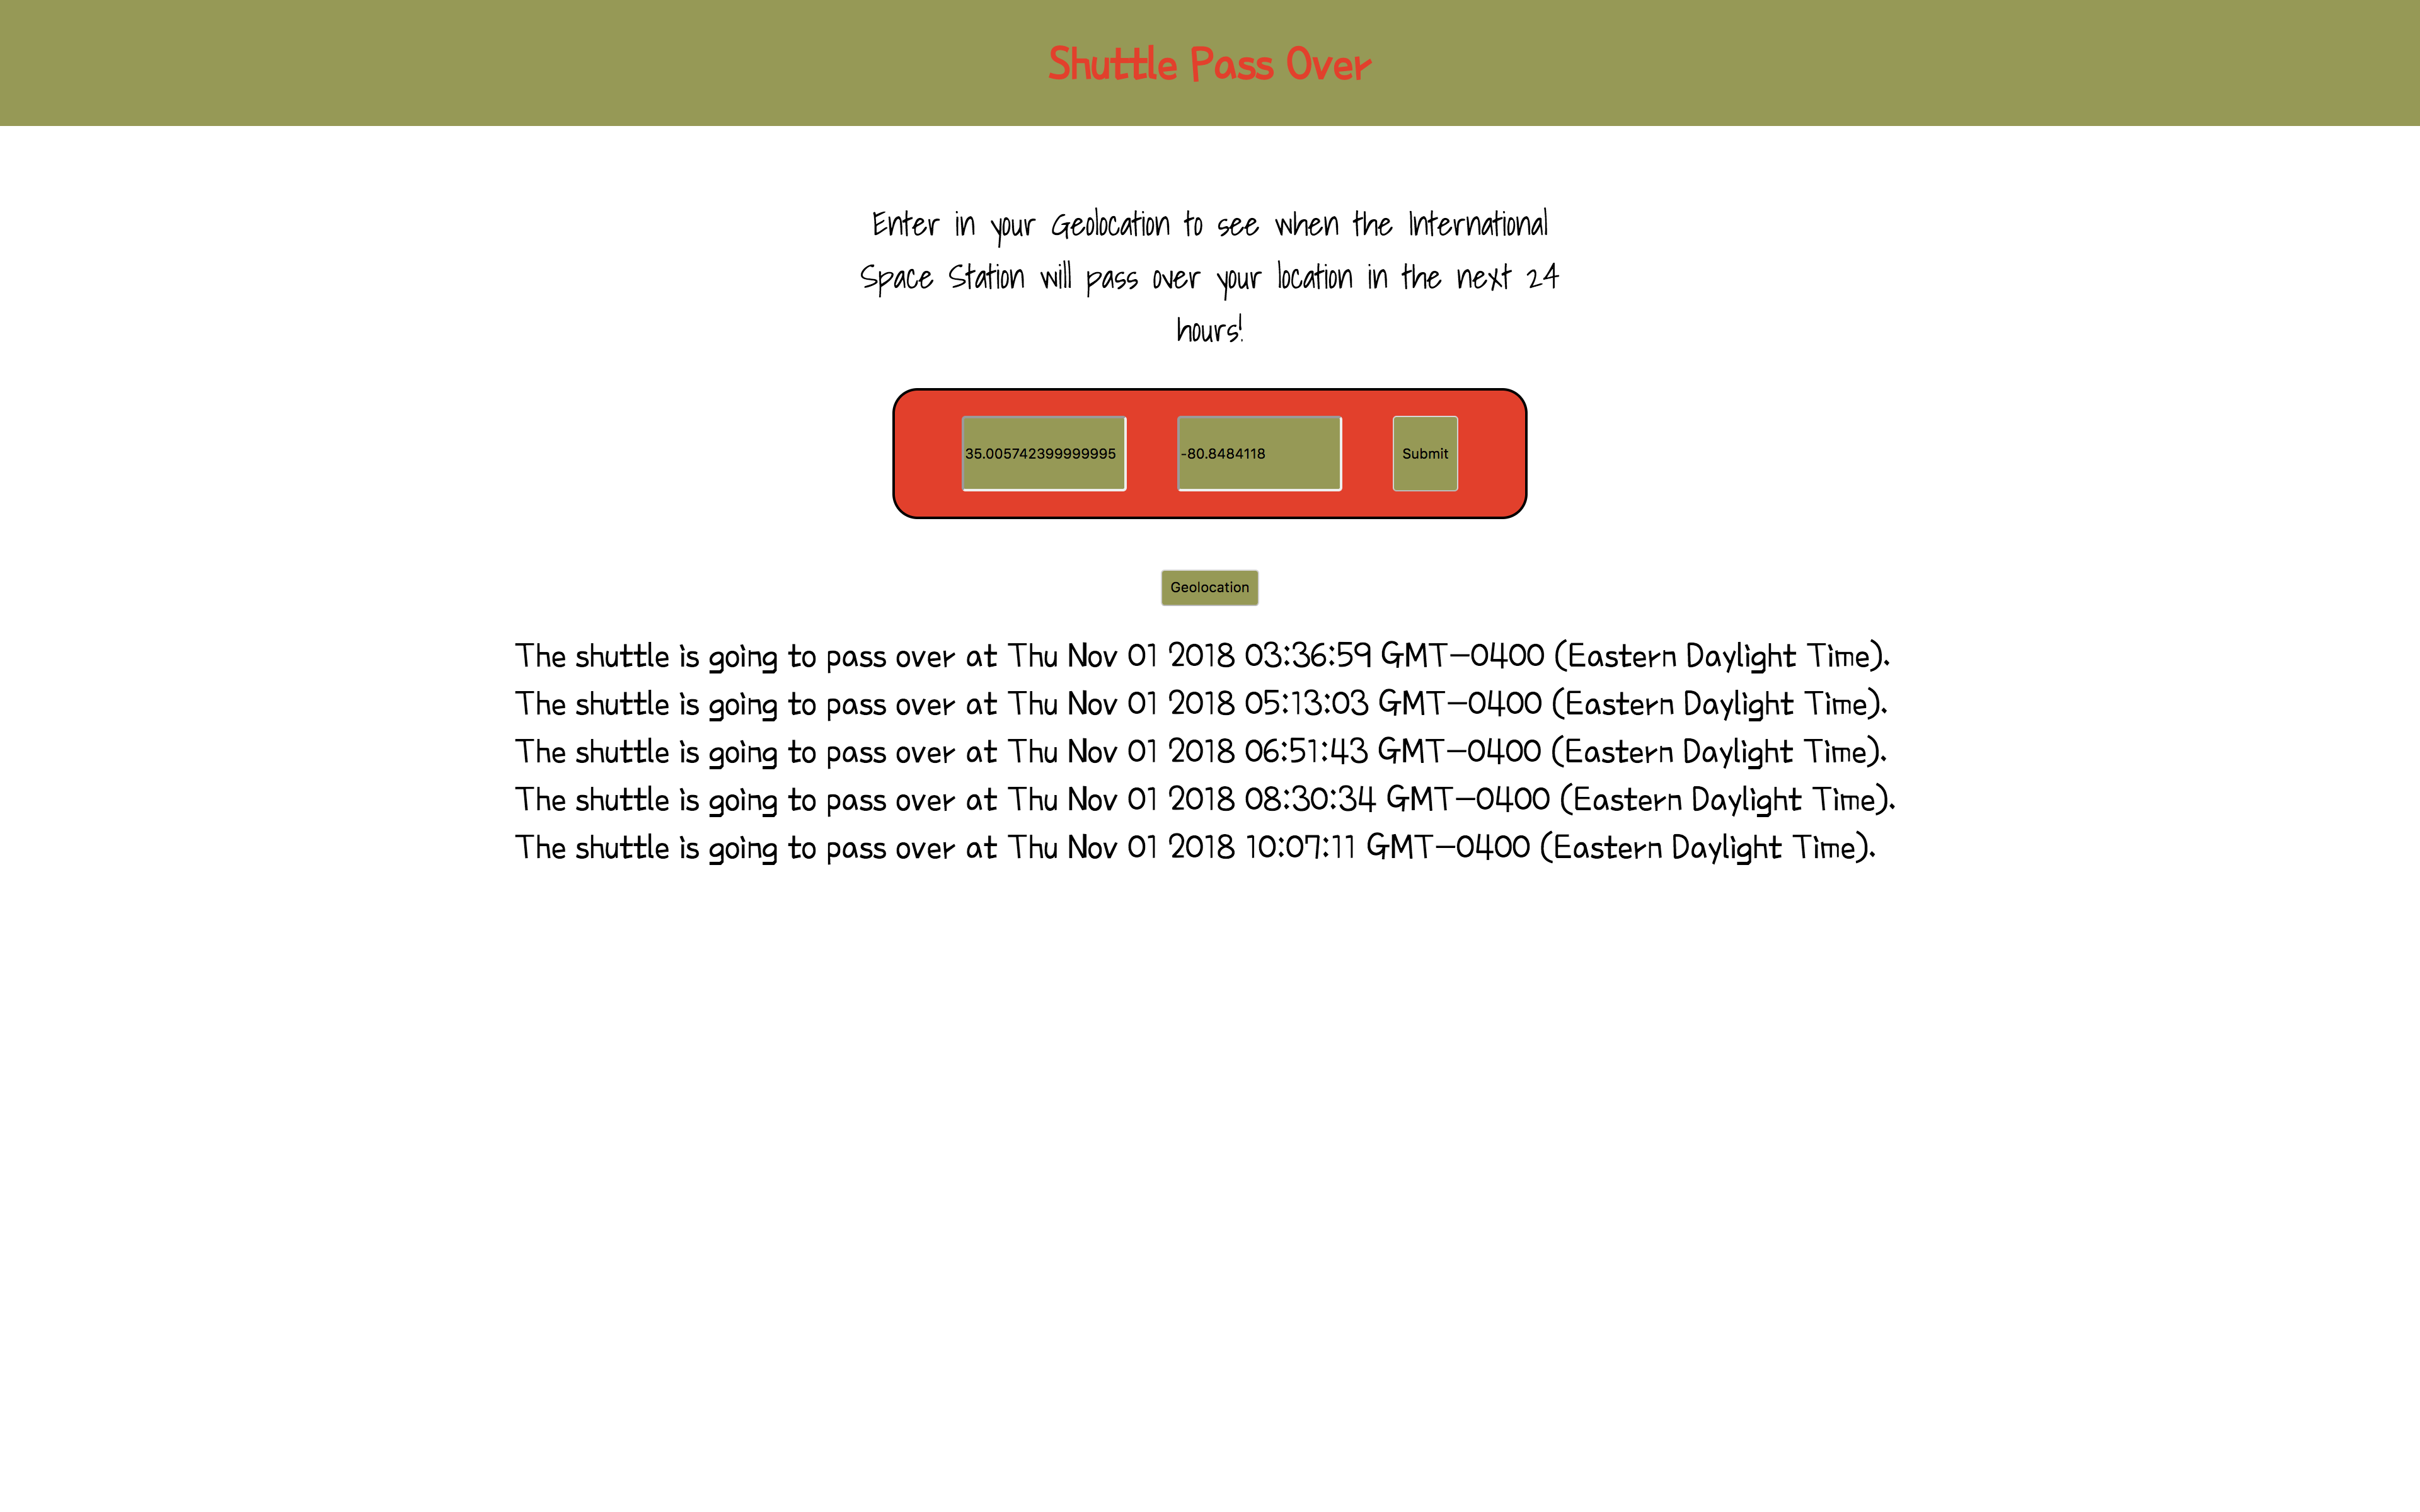 Shuttle Pass Over
Enter in your Geolocation to see when the International
Space Station will pass over your location in the next 24
hours!
35.005742399999995 -80.8484118 Submit
Geolocation
The shuttle is going to pass over at Thu Nov 01 2018 03:36:59 GMT-0400 (Eastern Daylight Time).
The shuttle is going to pass over at Thu Nov 01 2018 05:13:03 GMT-0400 (Eastern Daylight Time).
The shuttle is going to pass over at Thu Nov 01 2018 06:51:43 GMT-0400 (Eastern Daylight Time).
The shuttle is going to pass over at Thu Nov 01 2018 08:30:34 GMT-0400 (Eastern Daylight Time).
The shuttle is going to pass over at Thu Nov 01 2018 10:07:11 GMT-0400 (Eastern Daylight Time).